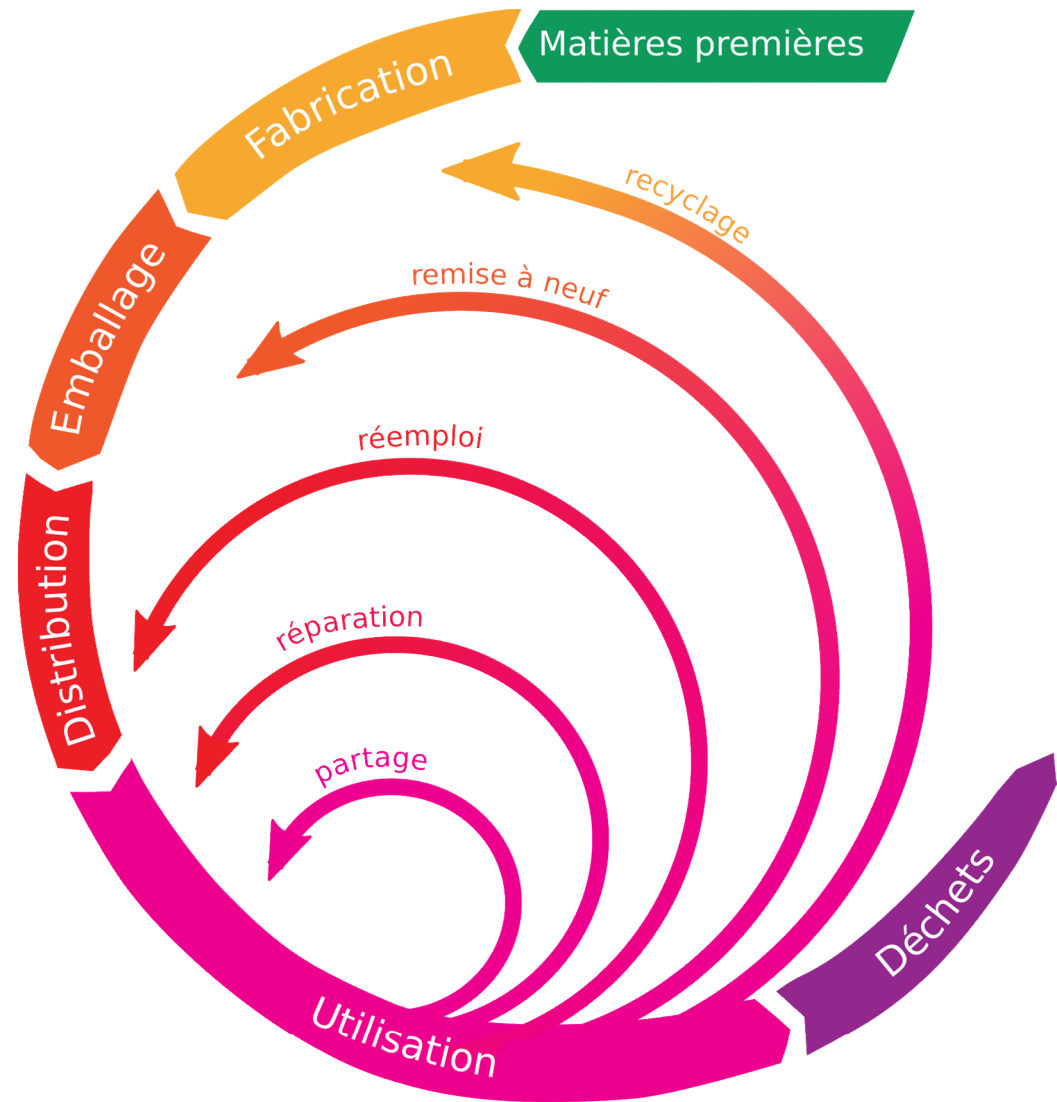 Matières premières
Fabrication
Emballage
Distribution
Utilisation
Déchets
recyclage
remise à neuf
réemploi
réparation
partage